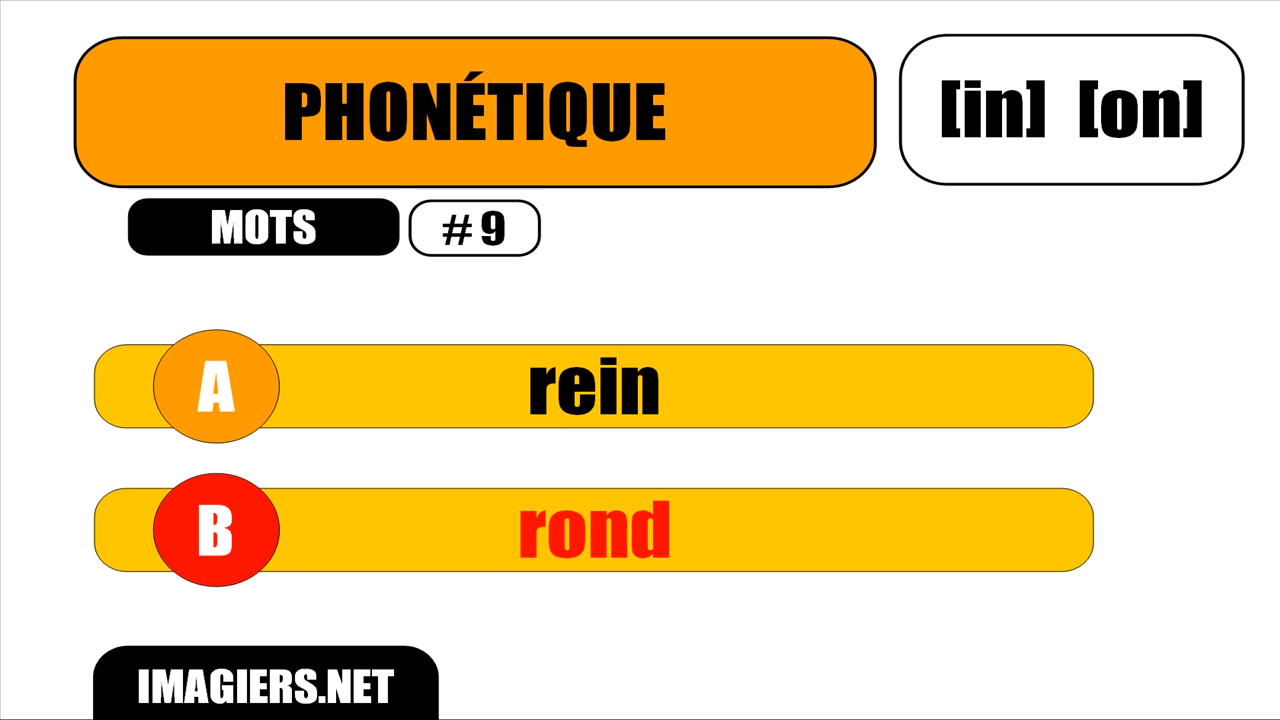 PHONÉTIQUE
[in] [on]
MOTS
# 9
A
rein
B
rond
IMAGIERS.NET